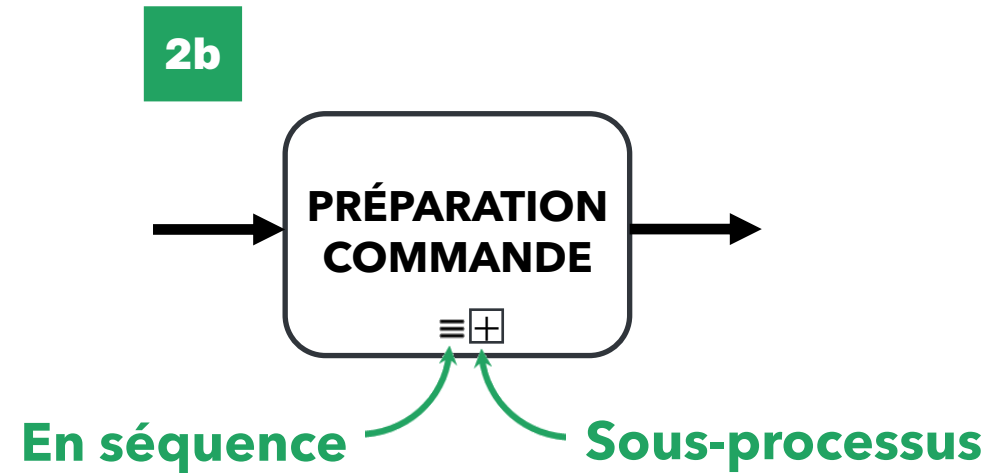 2b
PRÉPARATION
COMMANDE
En séquence
Sous-processus